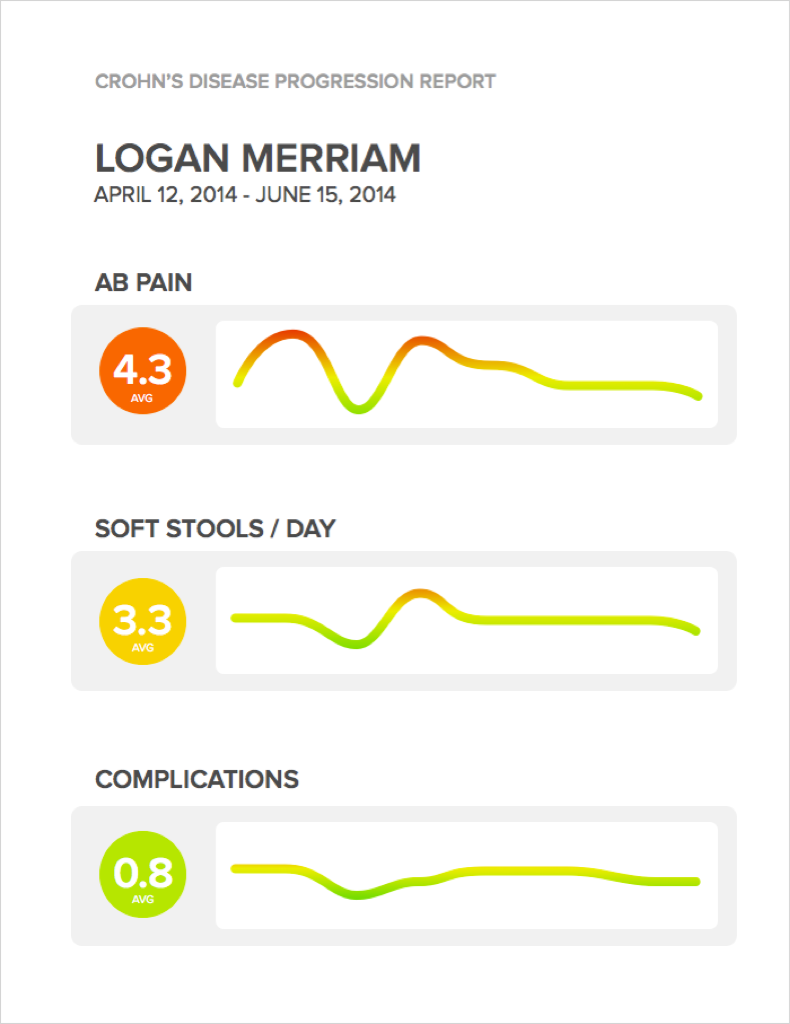 CROHN’S DISEASE PROGRESSION REPORT
LOGAN MERRIAM
APRIL 12, 2014 - JUNE 15, 2014
AB PAIN
4.3
AVG
SOFT STOOLS / DAY
3.3
AVG
COMPLICATIONS
0.8
AVG